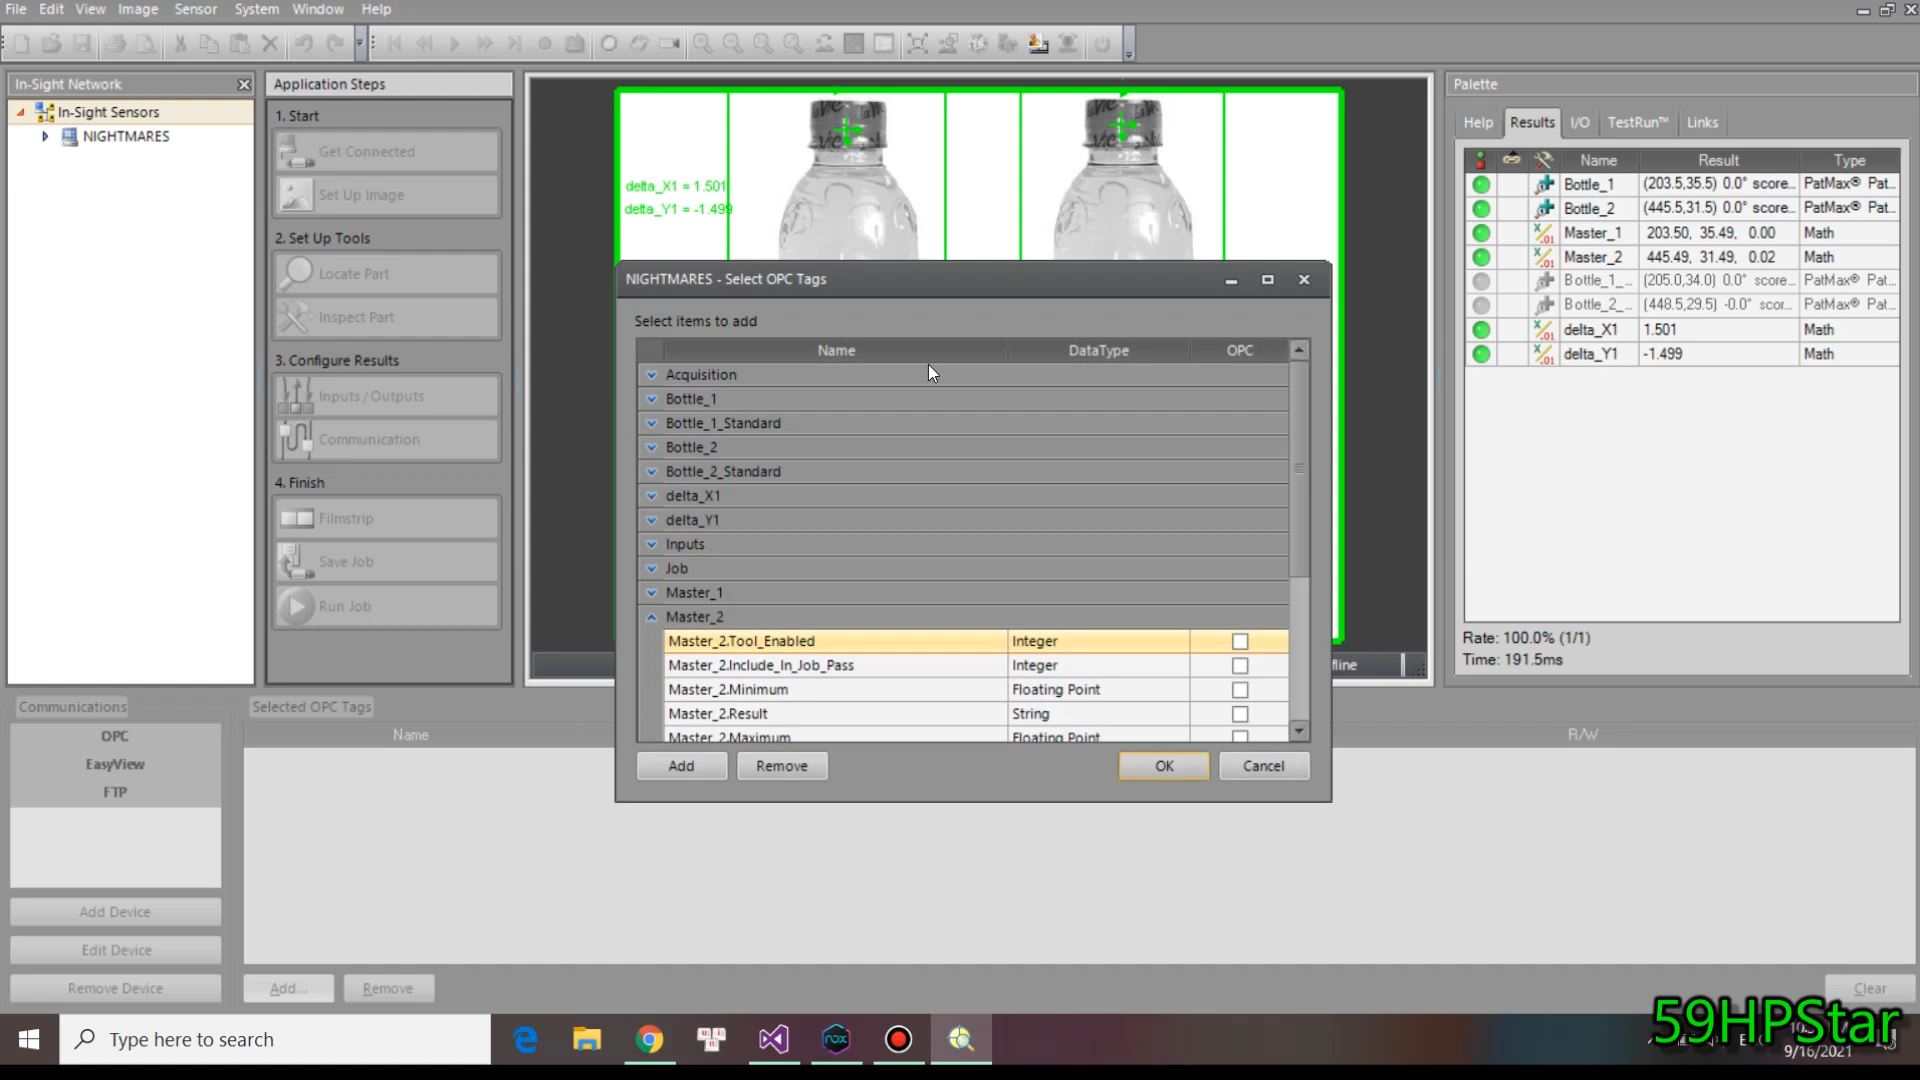 File Edit View Image Sensor System Window Help
In-Sight Network
In-Sight Sensors
NIGHTMARES
Application Steps
1. Start
Get Connected
Set Up Image
2. Set Up Tools
Locate Part
Inspect Part
3. Configure Results
Inputs / Outputs
Communication
4. Finish
Filmstrip
Save Job
Run Job
delta_X1 = 1.501
delta_Y1 = -1.499
NIGHTMARES - Select OPC Tags
Select items to add
Name DataType OPC
Acquisition
Bottle_1
Bottle_1_Standard
Bottle_2
Bottle_2_Standard
delta_X1
delta_Y1
Inputs
Job
Master_1
Master_2
Master_2.Tool_Enabled Integer
Master_2.Include_In_Job_Pass Integer
Master_2.Minimum Floating Point
Master_2.Result String
Master_2.Maximum Floating Point
Add Remove OK Cancel
Palette
Help Results I/O TestRun™ Links
Name Result Type
Bottle_1 (203.5,35.5) 0.0° score... PatMax® Pat...
Bottle_2 (445.5,31.5) 0.0° score... PatMax® Pat...
Master_1 203.50, 35.49, 0.00 Math
Master_2 445.49, 31.49, 0.02 Math
Bottle_1_... (205.0,34.0) 0.0° score... PatMax® Pat...
Bottle_2_... (448.5,29.5) -0.0° scor... PatMax® Pat...
delta_X1 1.501 Math
delta_Y1 -1.499 Math
Rate: 100.0% (1/1)
Time: 191.5ms
Communications
OPC
EasyView
FTP
Add Device
Edit Device
Remove Device
Selected OPC Tags
Name R/W
Add... Remove Clear
Type here to search
nox
59HPStar
9/16/2021